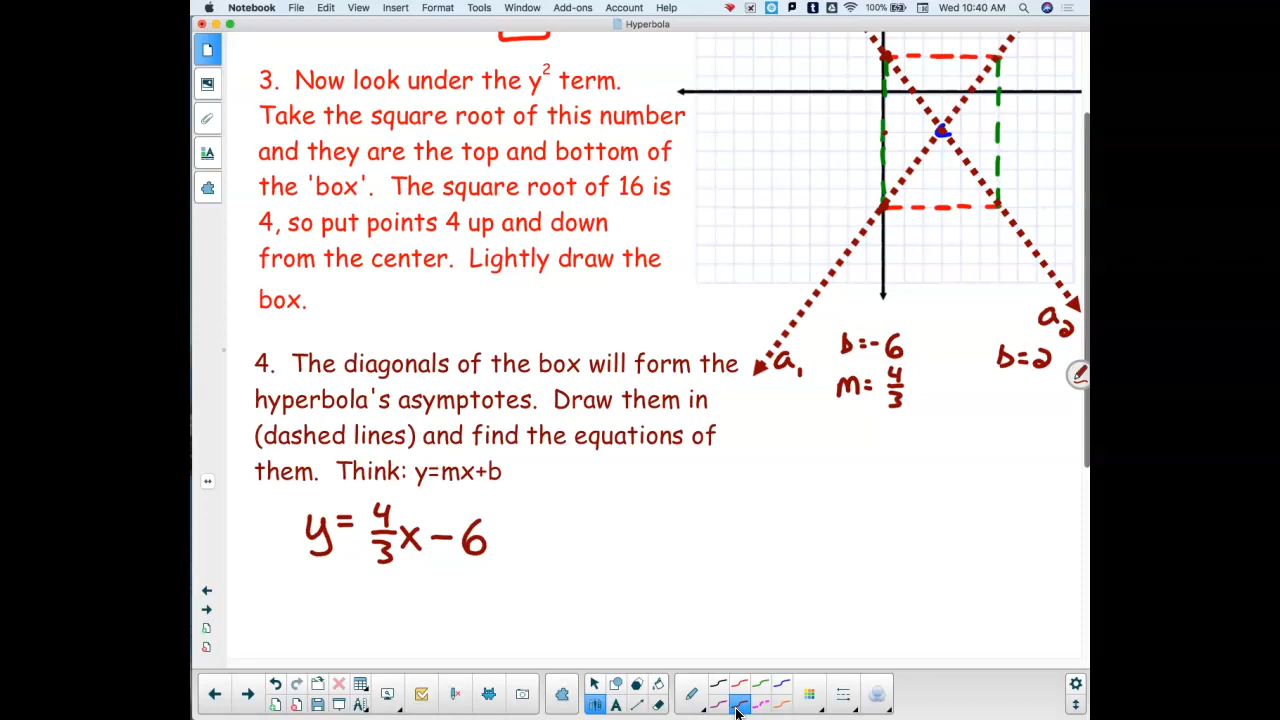 Notebook File Edit View Insert Format Tools Window Add-ons Account Help 100% Wed 10:40 AM
Hyperbola
3. Now look under the y² term.
Take the square root of this number
and they are the top and bottom of
the 'box'. The square root of 16 is
4, so put points 4 up and down
from the center. Lightly draw the
box.
a₂
b=-6
b=2
a₁
m=4/3
4. The diagonals of the box will form the
hyperbola's asymptotes. Draw them in
(dashed lines) and find the equations of
them. Think: y=mx+b
y=4/3x-6